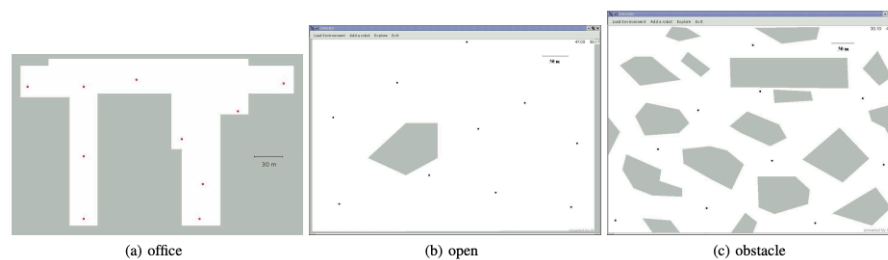 Load Environment Add a robot Explore Exit
50 m
Load Environment Add a robot Explore Exit
50 m
30 m
(a) office (b) open (c) obstacle